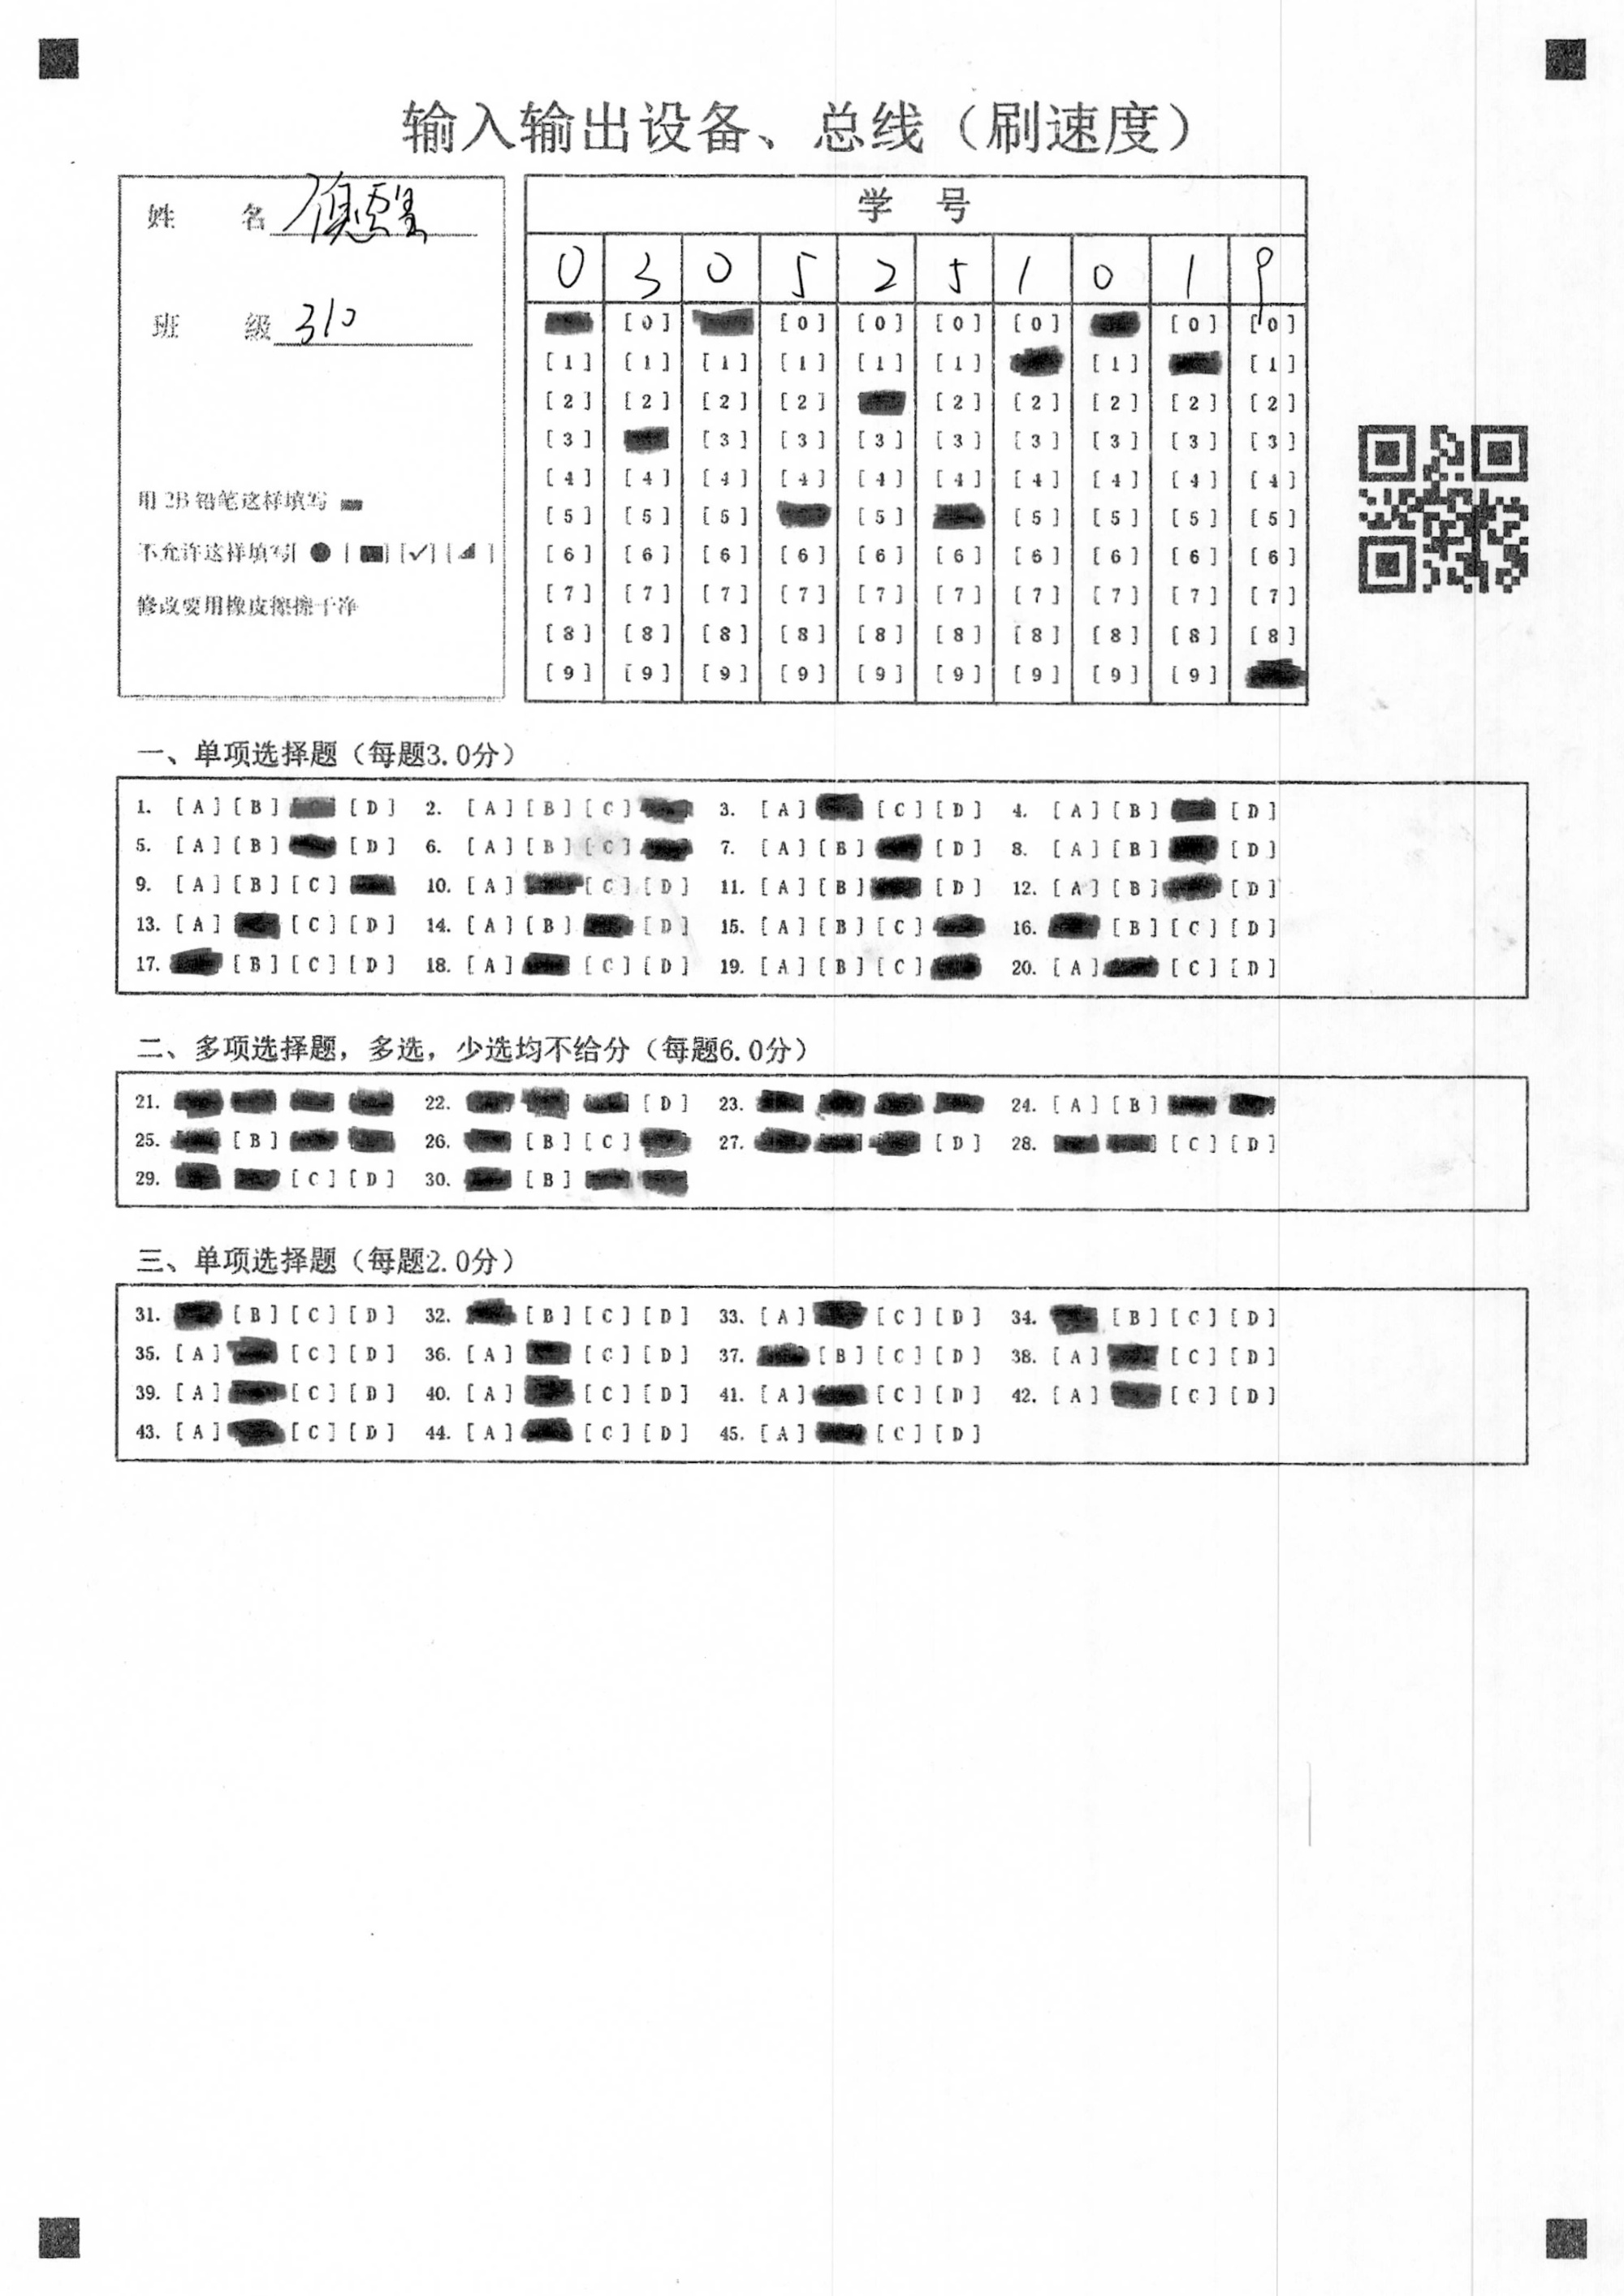 输入输出设备、总线（刷速度）
姓 名
班 级 310
用 2B 铅笔这样填写
不允许这样填写[ ● ] [ ■ ] [✓] [◢]
修改要用橡皮擦擦干净
学 号
0 3 0 5 2 5 1 0 1 9
[0] [0] [0] [0] [0] [0] [0]
[1] [1] [1] [1] [1] [1] [1] [1]
[2] [2] [2] [2] [2] [2] [2] [2] [2]
[3] [3] [3] [3] [3] [3] [3] [3] [3]
[4] [4] [4] [4] [4] [4] [4] [4] [4] [4]
[5] [5] [5] [5] [5] [5] [5] [5]
[6] [6] [6] [6] [6] [6] [6] [6] [6] [6]
[7] [7] [7] [7] [7] [7] [7] [7] [7] [7]
[8] [8] [8] [8] [8] [8] [8] [8] [8] [8]
[9] [9] [9] [9] [9] [9] [9] [9] [9]
一、单项选择题（每题3.0分）
1. [A] [B] [D] 2. [A] [B] [C] 3. [A] [C] [D] 4. [A] [B] [D]
5. [A] [B] [D] 6. [A] [B] [C] 7. [A] [B] [D] 8. [A] [B] [D]
9. [A] [B] [C] 10. [A] [C] [D] 11. [A] [B] [D] 12. [A] [B] [D]
13. [A] [C] [D] 14. [A] [B] [D] 15. [A] [B] [C] 16. [B] [C] [D]
17. [B] [C] [D] 18. [A] [C] [D] 19. [A] [B] [C] 20. [A] [C] [D]
二、多项选择题，多选，少选均不给分（每题6.0分）
21. 22. [D] 23. 24. [A] [B]
25. [B] 26. [B] [C] 27. [D] 28. [C] [D]
29. [C] [D] 30. [B]
三、单项选择题（每题2.0分）
31. [B] [C] [D] 32. [B] [C] [D] 33. [A] [C] [D] 34. [B] [C] [D]
35. [A] [C] [D] 36. [A] [C] [D] 37. [B] [C] [D] 38. [A] [C] [D]
39. [A] [C] [D] 40. [A] [C] [D] 41. [A] [C] [D] 42. [A] [C] [D]
43. [A] [C] [D] 44. [A] [C] [D] 45. [A] [C] [D]